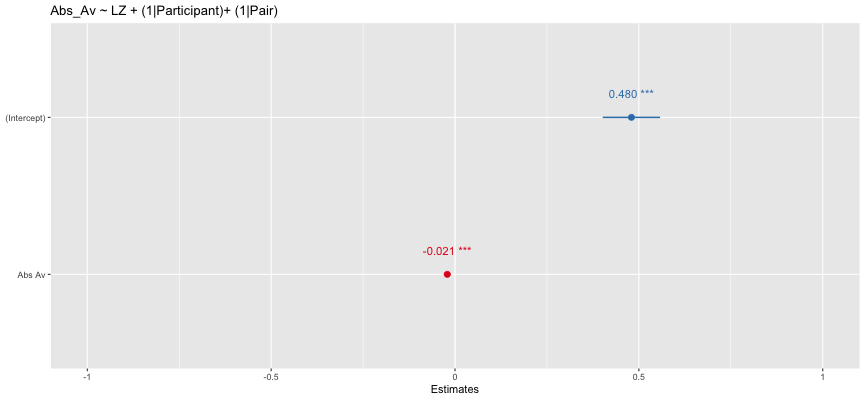 Abs_Av ~ LZ + (1|Participant)+ (1|Pair)
0.480 ***
(Intercept)
-0.021 ***
Abs Av
-1 -0.5 0 0.5 1
Estimates